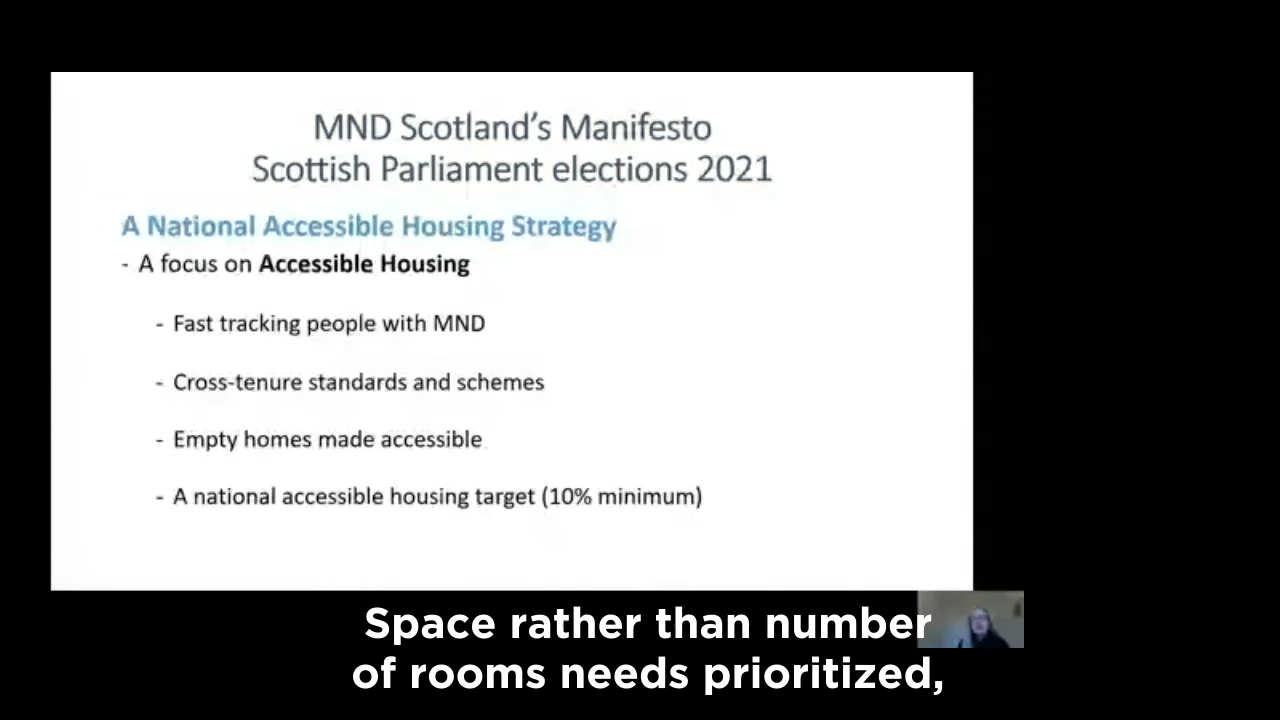 MND Scotland's Manifesto
Scottish Parliament elections 2021
A National Accessible Housing Strategy
- A focus on Accessible Housing
- Fast tracking people with MND
- Cross-tenure standards and schemes
- Empty homes made accessible
- A national accessible housing target (10% minimum)
Space rather than number
of rooms needs prioritized,